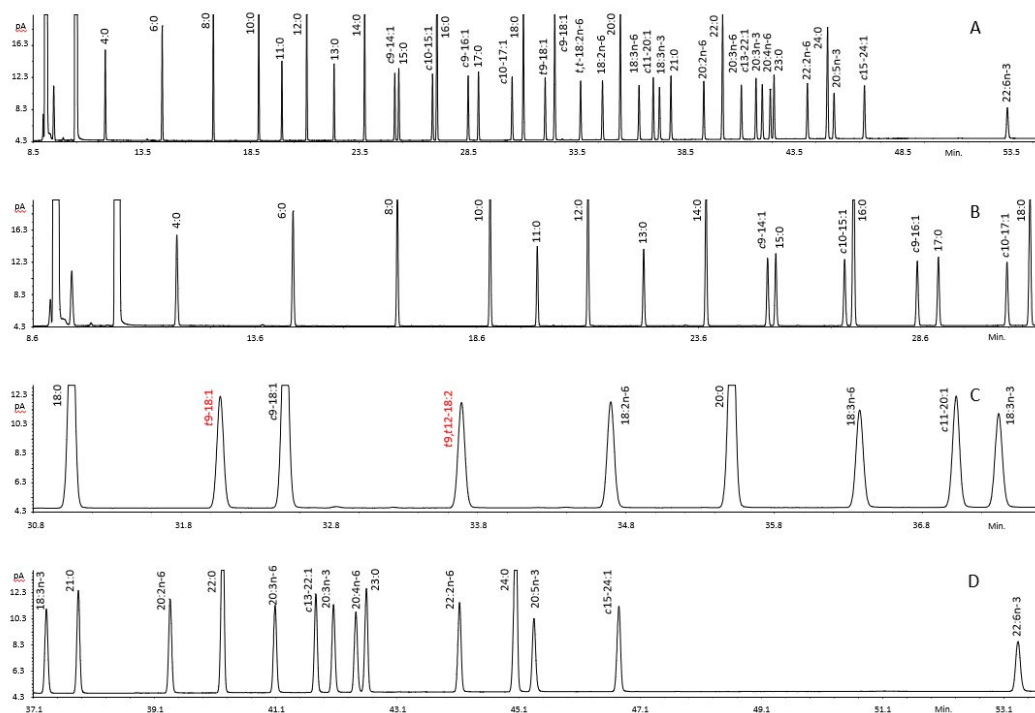 pA
16.3
12.3
8.3
4.3
4:0
6:0
8:0
10:0
11:0
12:0
13:0
14:0
c9-14:1
15:0
c10-15:1
16:0
c9-16:1
17:0
c10-17:1
18:0
t9-18:1
c9-18:1
t,t-18:2n-6
18:2n-6
20:0
18:3n-6
c11-20:1
18:3n-3
21:0
20:2n-6
22:0
20:3n-6
c13-22:1
20:3n-3
20:4n-6
23:0
22:2n-6
24:0
20:5n-3
c15-24:1
22:6n-3
A
8.5 13.5 18.5 23.5 28.5 33.5 38.5 43.5 48.5 Min. 53.5
pA
16.3
12.3
8.3
4.3
4:0
6:0
8:0
10:0
11:0
12:0
13:0
14:0
c9-14:1
15:0
c10-15:1
16:0
c9-16:1
17:0
c10-17:1
18:0
B
8.6 13.6 18.6 23.6 28.6 Min.
pA
12.3
10.3
8.3
6.3
4.3
18:0
t9-18:1
c9-18:1
t9,t12-18:2
18:2n-6
20:0
18:3n-6
c11-20:1
18:3n-3
C
30.8 31.8 32.8 33.8 34.8 35.8 36.8 Min.
pA
12.3
10.3
8.3
6.3
4.3
18:3n-3
21:0
20:2n-6
22:0
20:3n-6
c13-22:1
20:3n-3
20:4n-6
23:0
22:2n-6
24:0
20:5n-3
c15-24:1
22:6n-3
D
37.1 39.1 41.1 43.1 45.1 47.1 49.1 51.1 Min. 53.1